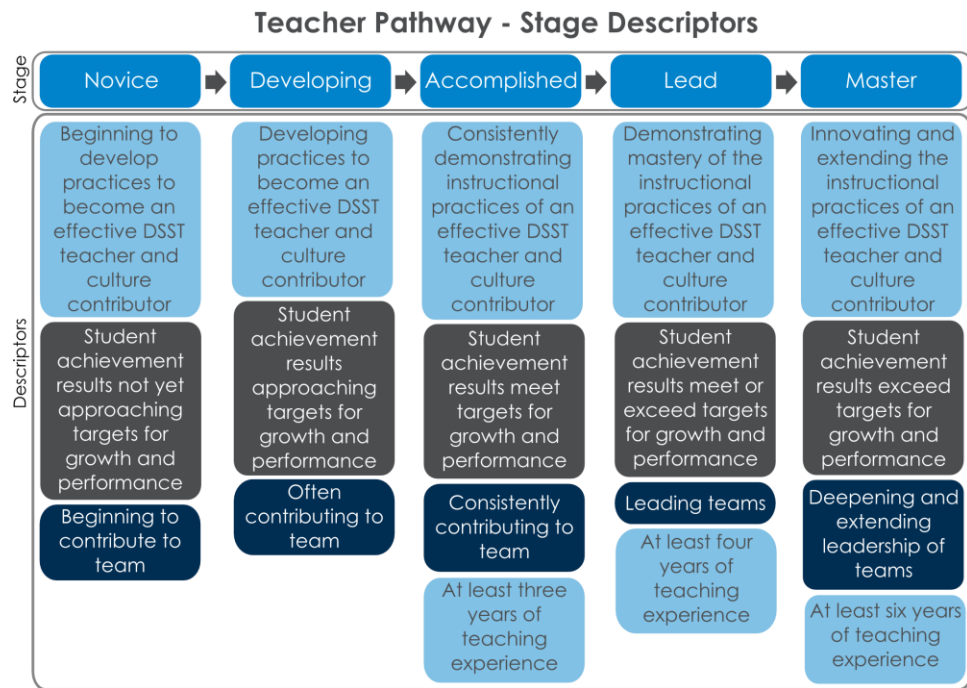 Teacher Pathway - Stage Descriptors
Stage
Novice
Developing
Accomplished
Lead
Master
Descriptors
Beginning to
develop
practices to
become an
effective DSST
teacher and
culture
contributor
Student
achievement
results not yet
approaching
targets for
growth and
performance
Beginning to
contribute to
team
Developing
practices to
become an
effective DSST
teacher and
culture
contributor
Student
achievement
results
approaching
targets for
growth and
performance
Often
contributing to
team
Consistently
demonstrating
instructional
practices of an
effective DSST
teacher and
culture
contributor
Student
achievement
results meet
targets for
growth and
performance
Consistently
contributing to
team
At least three
years of
teaching
experience
Demonstrating
mastery of the
instructional
practices of an
effective DSST
teacher and
culture
contributor
Student
achievement
results meet or
exceed targets
for growth and
performance
Leading teams
At least four
years of
teaching
experience
Innovating and
extending the
instructional
practices of an
effective DSST
teacher and
culture
contributor
Student
achievement
results exceed
targets for
growth and
performance
Deepening and
extending
leadership of
teams
At least six years
of teaching
experience